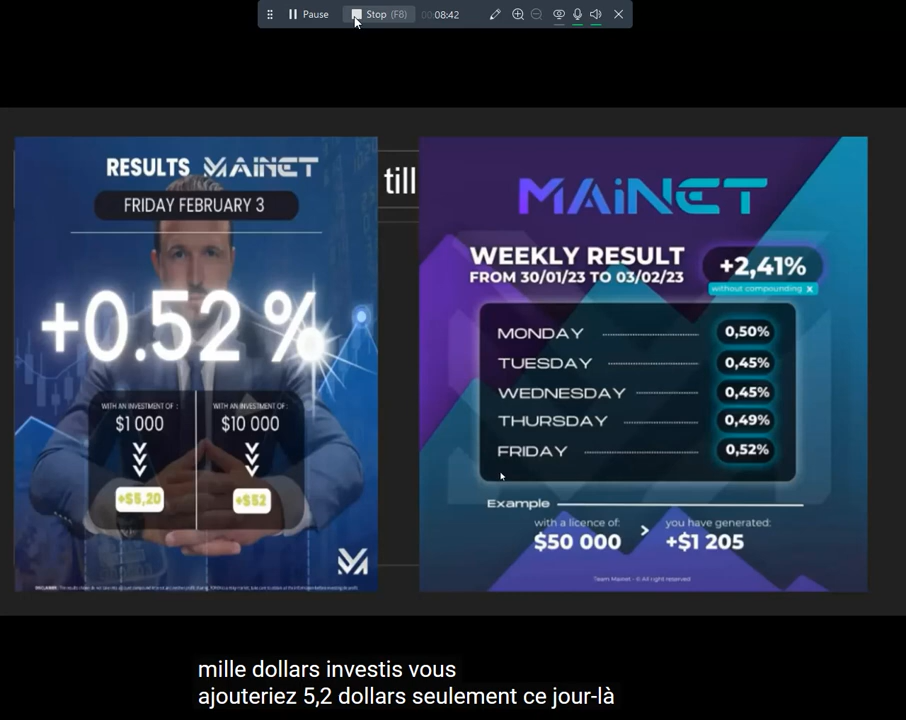 Pause
Stop (F8)
00:08:42
RESULTS MAINET
FRIDAY FEBRUARY 3
till
+0.52 %
WITH AN INVESTMENT OF :
$1 000
+$5,20
WITH AN INVESTMENT OF :
$10 000
+$52
MAiNET
WEEKLY RESULT
FROM 30/01/23 TO 03/02/23
+2,41%
without compounding X
MONDAY 0,50%
TUESDAY 0,45%
WEDNESDAY 0,45%
THURSDAY 0,49%
FRIDAY 0,52%
Example
with a licence of:
$50 000
>
you have generated:
+$1 205
Team Mainet - © All right reserved
mille dollars investis vous
ajouteriez 5,2 dollars seulement ce jour-là